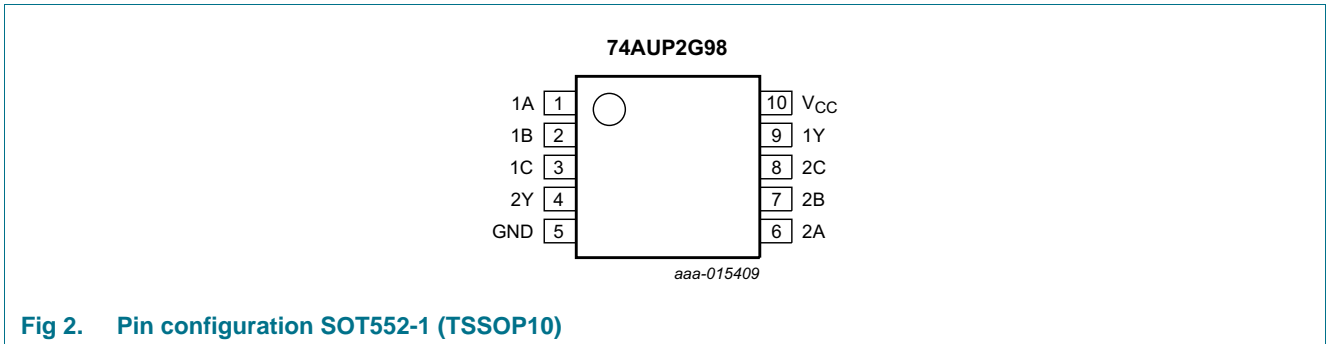 74AUP2G98
1A 1 10 VCC
1B 2 9 1Y
1C 3 8 2C
2Y 4 7 2B
GND 5 6 2A
aaa-015409
Fig 2. Pin configuration SOT552-1 (TSSOP10)